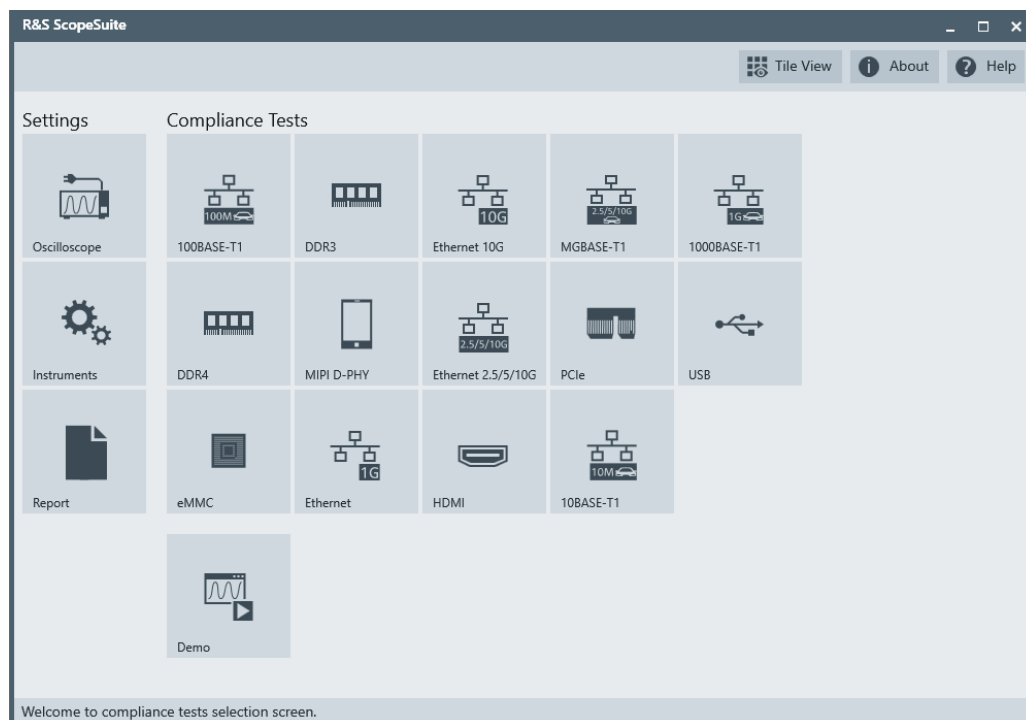 R&S ScopeSuite
Tile View About Help
Settings Compliance Tests
100M 10G 2.5/5/10G 1G
Oscilloscope 100BASE-T1 DDR3 Ethernet 10G MGBASE-T1 1000BASE-T1
2.5/5/10G
Instruments DDR4 MIPI D-PHY Ethernet 2.5/5/10G PCIe USB
1G 10M
Report eMMC Ethernet HDMI 10BASE-T1
Demo
Welcome to compliance tests selection screen.